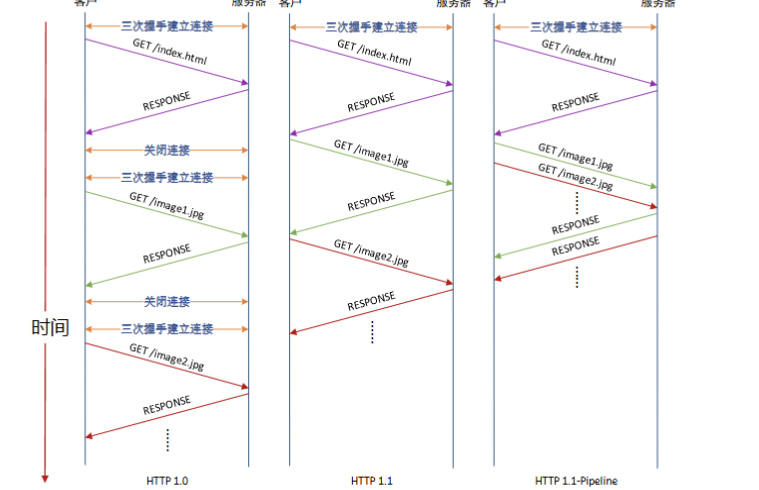 客户
服务器
客户
服务器
客户
服务器
三次握手建立连接
GET /index.html
RESPONSE
关闭连接
三次握手建立连接
GET /image1.jpg
RESPONSE
关闭连接
三次握手建立连接
GET /image2.jpg
RESPONSE
HTTP 1.0
三次握手建立连接
GET /index.html
RESPONSE
GET /image1.jpg
RESPONSE
GET /image2.jpg
RESPONSE
HTTP 1.1
三次握手建立连接
GET /index.html
RESPONSE
GET /image1.jpg
GET /image2.jpg
RESPONSE
RESPONSE
HTTP 1.1-Pipeline
时间